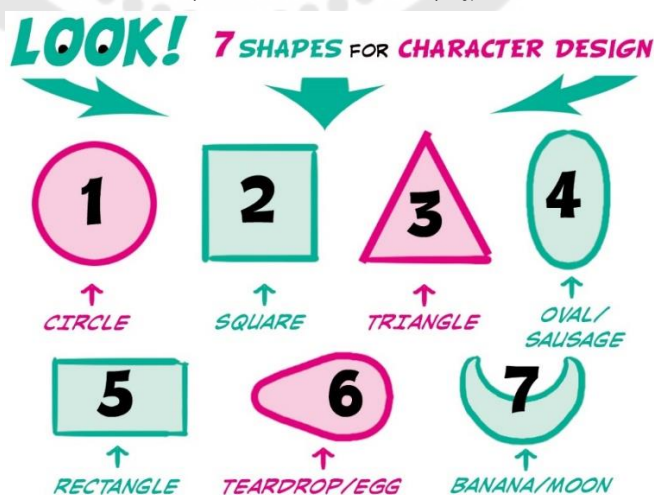 LOOK! 7 SHAPES FOR CHARACTER DESIGN
1 2 3 4
CIRCLE SQUARE TRIANGLE OVAL/
SAUSAGE
5 6 7
RECTANGLE TEARDROP/EGG BANANA/MOON